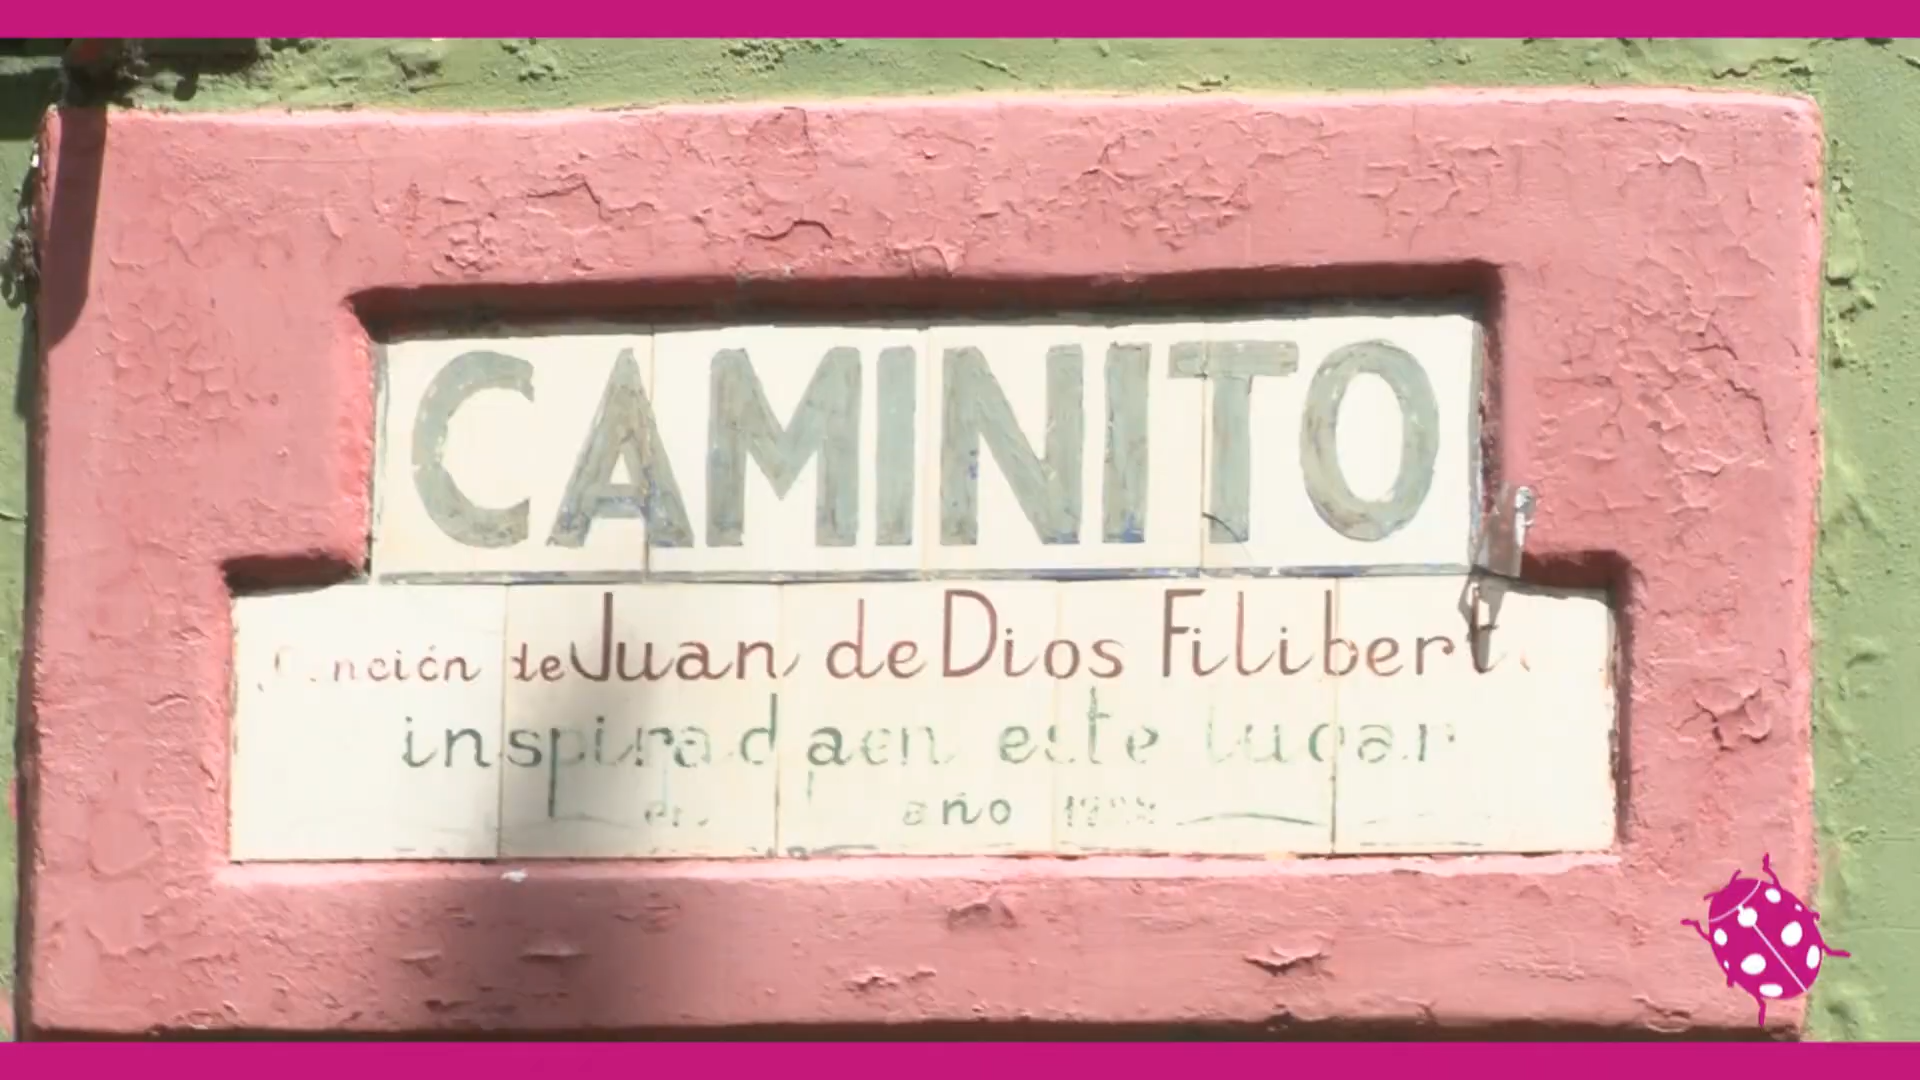 CAMINITO
Canción de Juan de Dios Filiberto
inspirada en este lugar
año